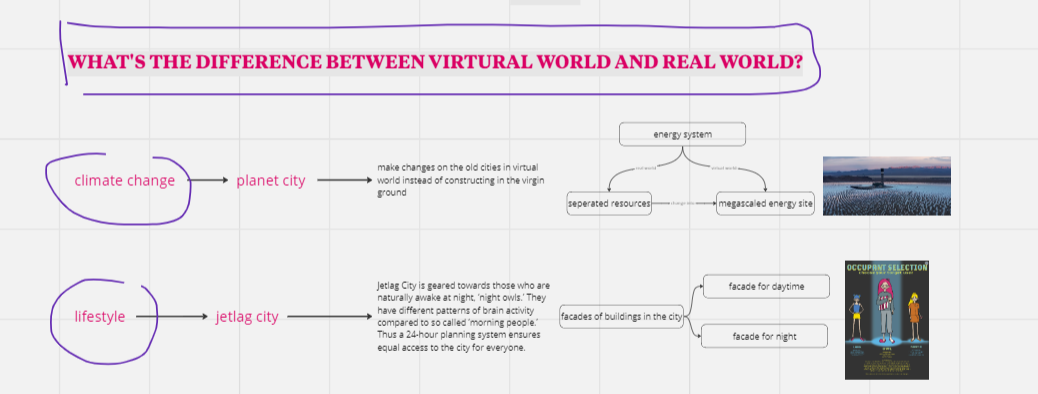 WHAT'S THE DIFFERENCE BETWEEN VIRTURAL WORLD AND REAL WORLD?
climate change
planet city
make changes on the old cities in virtual
world instead of constructing in the virgin
ground
energy system
real world
virtual world
seperated resources
megascaled energy site
lifestyle
jetlag city
Jetlag City is geared towards those who are
naturally awake at night, 'night owls.' They
have different patterns of brain activity
compared to so called 'morning people.'
Thus a 24-hour planning system ensures
equal access to the city for everyone.
facades of buildings in the city
facade for daytime
facade for night
OCCUPANT SELECTION